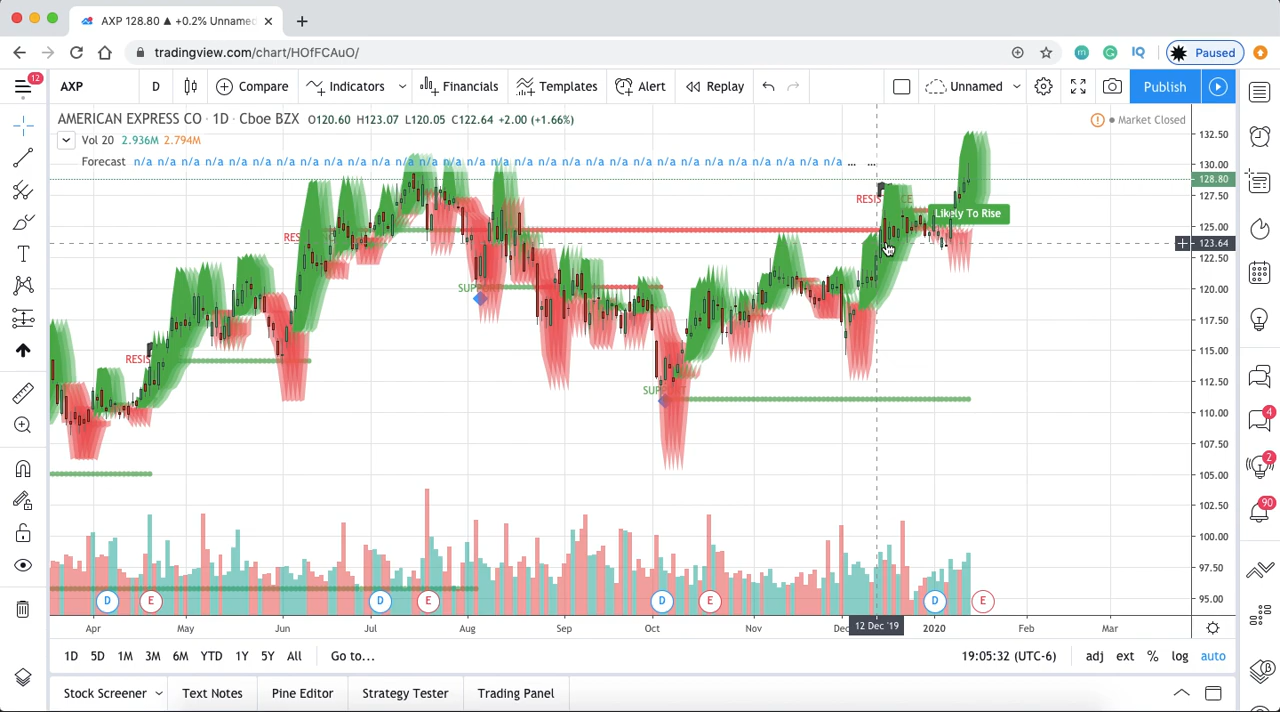 AXP 128.80 ▲ +0.2% Unnamed
tradingview.com/chart/HOfFCAuO/
IQ
Paused
12
AXP
D
Compare
Indicators
Financials
Templates
Alert
Replay
Unnamed
Publish
AMERICAN EXPRESS CO · 1D · Cboe BZX O120.60 H123.07 L120.05 C122.64 +2.00 (+1.66%)
Market Closed
Vol 20 2.936M 2.794M
Forecast n/a n/a n/a n/a n/a n/a n/a n/a n/a n/a n/a n/a n/a n/a n/a n/a n/a n/a n/a n/a n/a n/a n/a n/a n/a n/a n/a n/a n/a n/a ... ...
132.50
130.00
128.80
127.50
125.00
123.64
122.50
120.00
117.50
115.00
112.50
110.00
107.50
105.00
102.50
100.00
97.50
95.00
Likely To Rise
D
E
D
E
D
E
D
E
Apr
May
Jun
Jul
Aug
Sep
Oct
Nov
12 Dec '19
2020
Feb
Mar
1D 5D 1M 3M 6M YTD 1Y 5Y All Go to...
19:05:32 (UTC-6) adj ext % log auto
Stock Screener
Text Notes
Pine Editor
Strategy Tester
Trading Panel
4
2
90